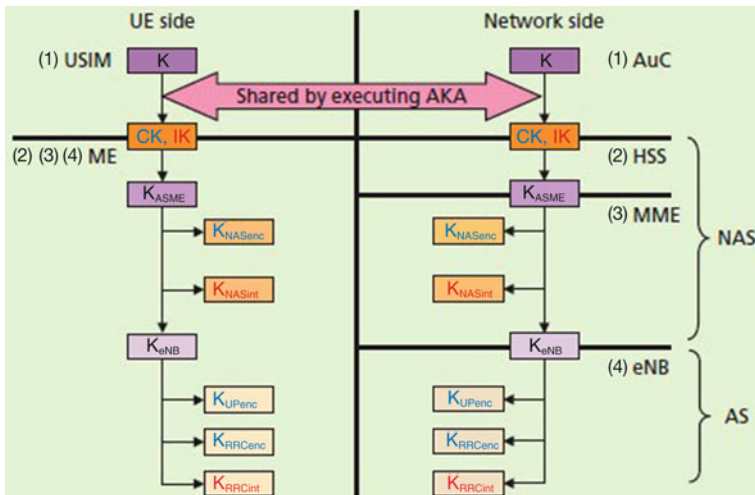 UE side
Network side
(1) USIM
K
K
(1) AuC
Shared by executing AKA
CK, IK
CK, IK
(2) (3) (4) ME
(2) HSS
KASME
KASME
(3) MME
KNASenc
KNASenc
NAS
KNASint
KNASint
KeNB
KeNB
(4) eNB
KUPenc
KUPenc
AS
KRRCenc
KRRCenc
KRRCint
KRRCint